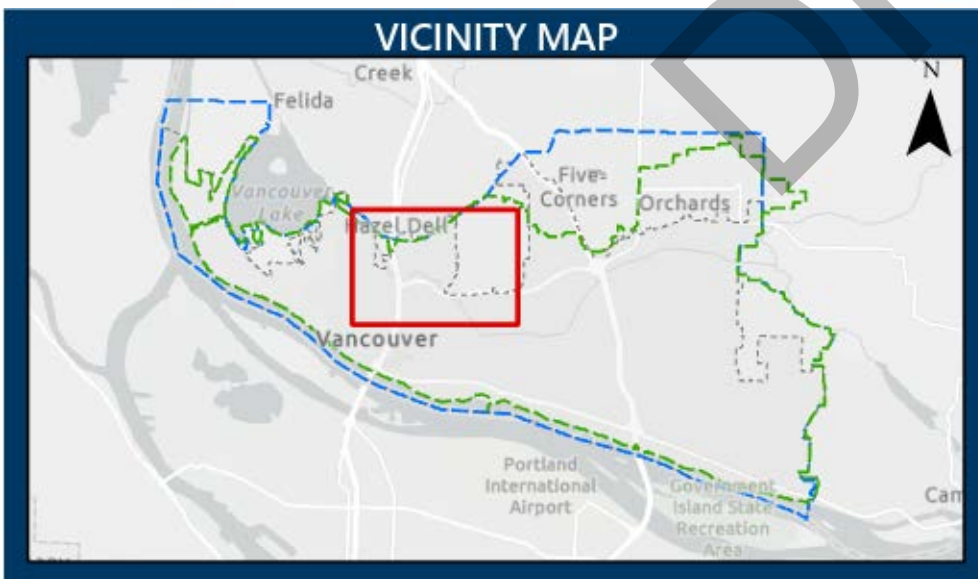 VICINITY MAP
Creek
N
Felida
Five
Corners
Vancouver
Lake
Orchards
Hazel Dell
Vancouver
Portland
International
Airport
Government
Island State
Recreation
Area